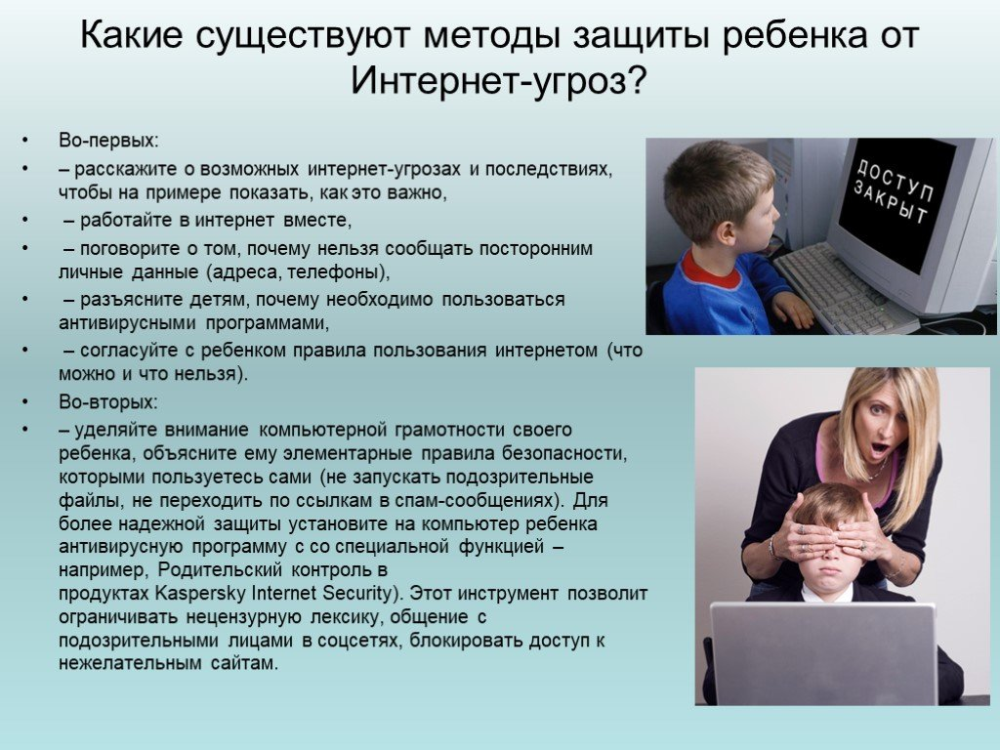 Какие существуют методы защиты ребенка от
Интернет-угроз?
• Во-первых:
• – расскажите о возможных интернет-угрозах и последствиях,
чтобы на примере показать, как это важно,
• – работайте в интернет вместе,
• – поговорите о том, почему нельзя сообщать посторонним
личные данные (адреса, телефоны),
• – разъясните детям, почему необходимо пользоваться
антивирусными программами,
• – согласуйте с ребенком правила пользования интернетом (что
можно и что нельзя).
• Во-вторых:
• – уделяйте внимание компьютерной грамотности своего
ребенка, объясните ему элементарные правила безопасности,
которыми пользуетесь сами (не запускать подозрительные
файлы, не переходить по ссылкам в спам-сообщениях). Для
более надежной защиты установите на компьютер ребенка
антивирусную программу с со специальной функцией –
например, Родительский контроль в
продуктах Kaspersky Internet Security). Этот инструмент позволит
ограничивать нецензурную лексику, общение с
подозрительными лицами в соцсетях, блокировать доступ к
нежелательным сайтам.
ДОСТУП
ЗАКРЫТ